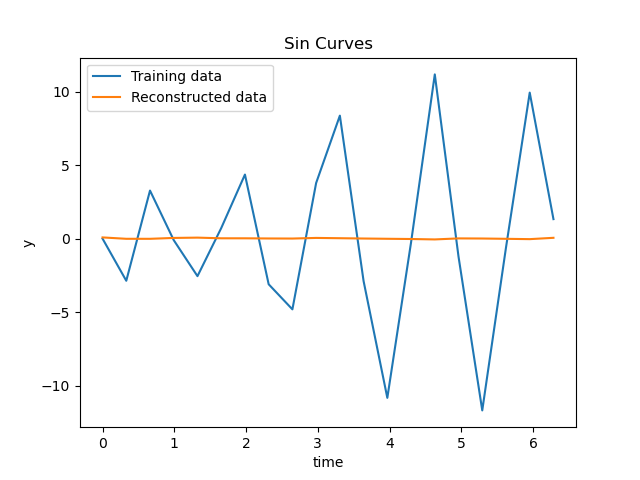 Sin Curves
Training data
Reconstructed data
10
5
0
−5
−10
y
0 1 2 3 4 5 6
time